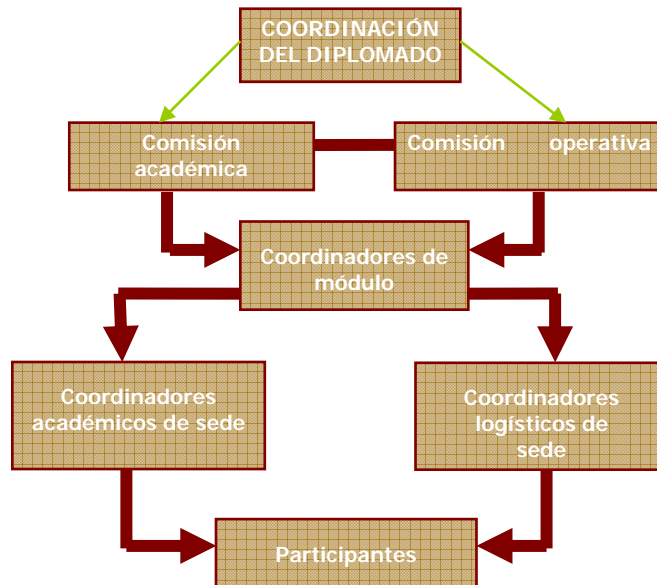 COORDINACIÓN
DEL DIPLOMADO
Comisión
académica
Comisión operativa
Coordinadores de
módulo
Coordinadores
académicos de sede
Coordinadores
logísticos de
sede
Participantes